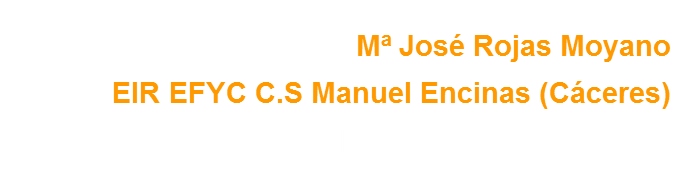 Mª José Rojas Moyano
EIR EFYC C.S Manuel Encinas (Cáceres)